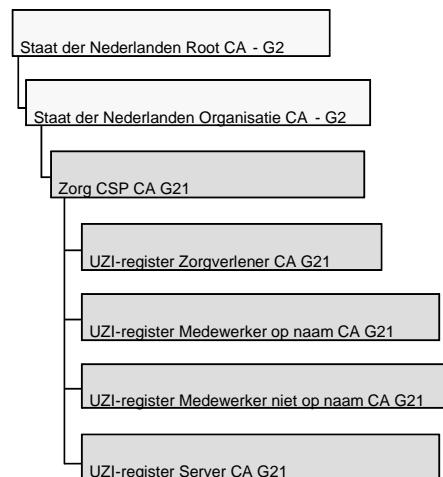 Staat der Nederlanden Root CA - G2
Staat der Nederlanden Organisatie CA - G2
Zorg CSP CA G21
UZI-register Zorgverlener CA G21
UZI-register Medewerker op naam CA G21
UZI-register Medewerker niet op naam CA G21
UZI-register Server CA G21